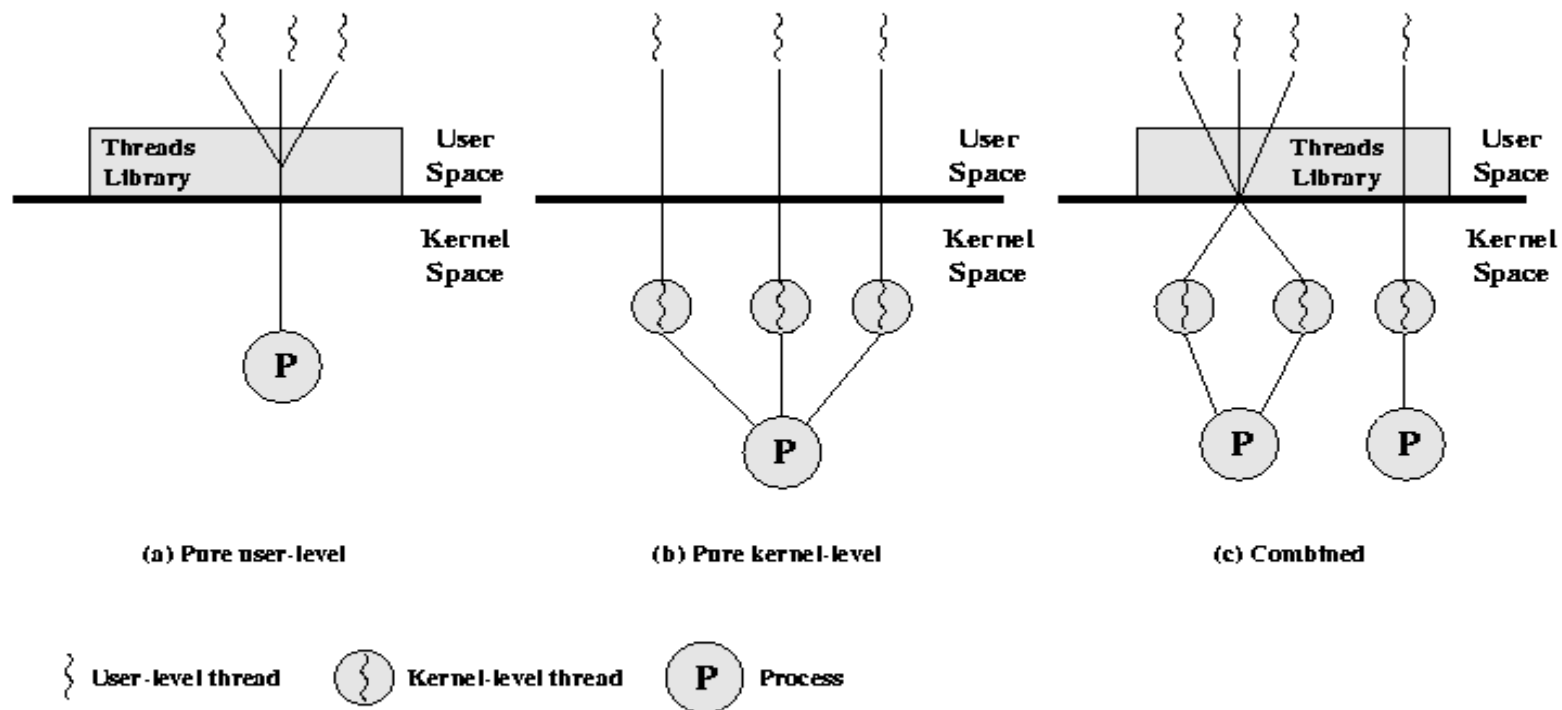 Threads
Library
User
Space
Kernel
Space
P
(a) Pure user-level
User
Space
Kernel
Space
P
(b) Pure kernel-level
Threads
Library
User
Space
Kernel
Space
P
P
(c) Combined
User-level thread
Kernel-level thread
P
Process